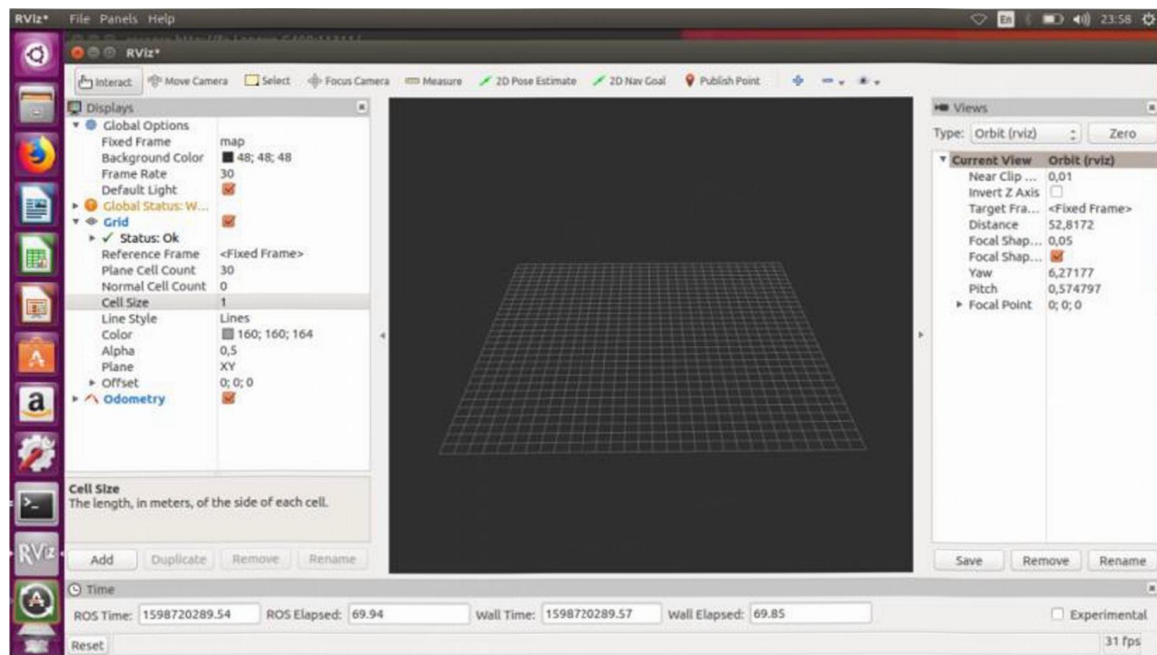 RViz* File Panels Help En 23:58
RViz*
Interact Move Camera Select Focus Camera Measure 2D Pose Estimate 2D Nav Goal Publish Point
Displays
Global Options
Fixed Frame map
Background Color 48; 48; 48
Frame Rate 30
Default Light
Global Status: W...
Grid
Status: Ok
Reference Frame <Fixed Frame>
Plane Cell Count 30
Normal Cell Count 0
Cell Size 1
Line Style Lines
Color 160; 160; 164
Alpha 0,5
Plane XY
Offset 0; 0; 0
Odometry
Cell Size
The length, in meters, of the side of each cell.
Add Duplicate Remove Rename
Views
Type: Orbit (rviz) Zero
Current View Orbit (rviz)
Near Clip ... 0,01
Invert Z Axis
Target Fra... <Fixed Frame>
Distance 52,8172
Focal Shap... 0,05
Focal Shap...
Yaw 6,27177
Pitch 0,574797
Focal Point 0; 0; 0
Save Remove Rename
Time
ROS Time: 1598720289.54 ROS Elapsed: 69.94 Wall Time: 1598720289.57 Wall Elapsed: 69.85 Experimental
Reset 31 fps
a
>_
RViz
A